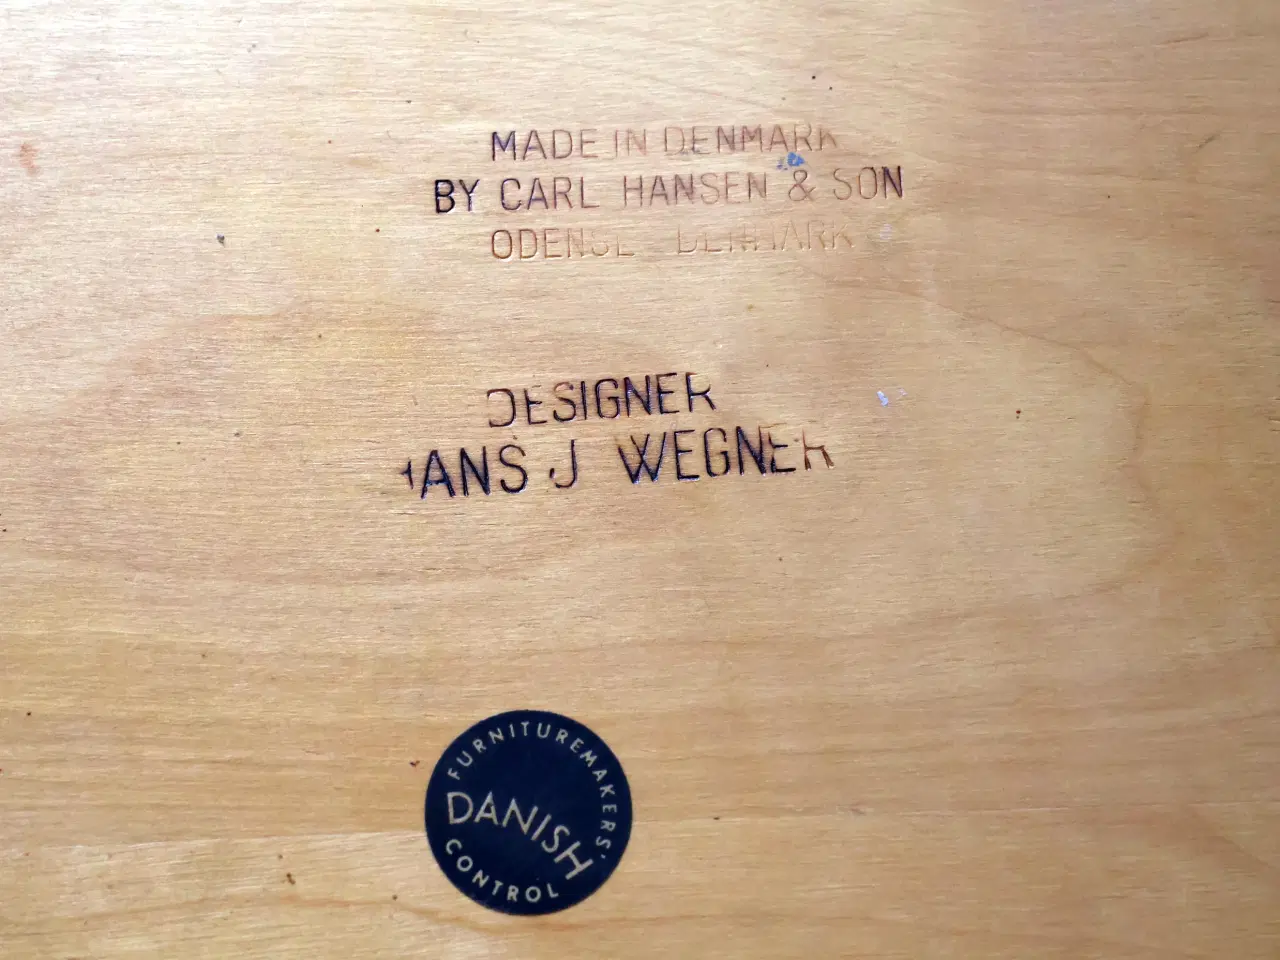 MADE IN DENMARK
BY CARL HANSEN & SON
ODENSE DENMARK
DESIGNER
HANS J WEGNER
FURNITUREMAKERS'
DANISH
CONTROL